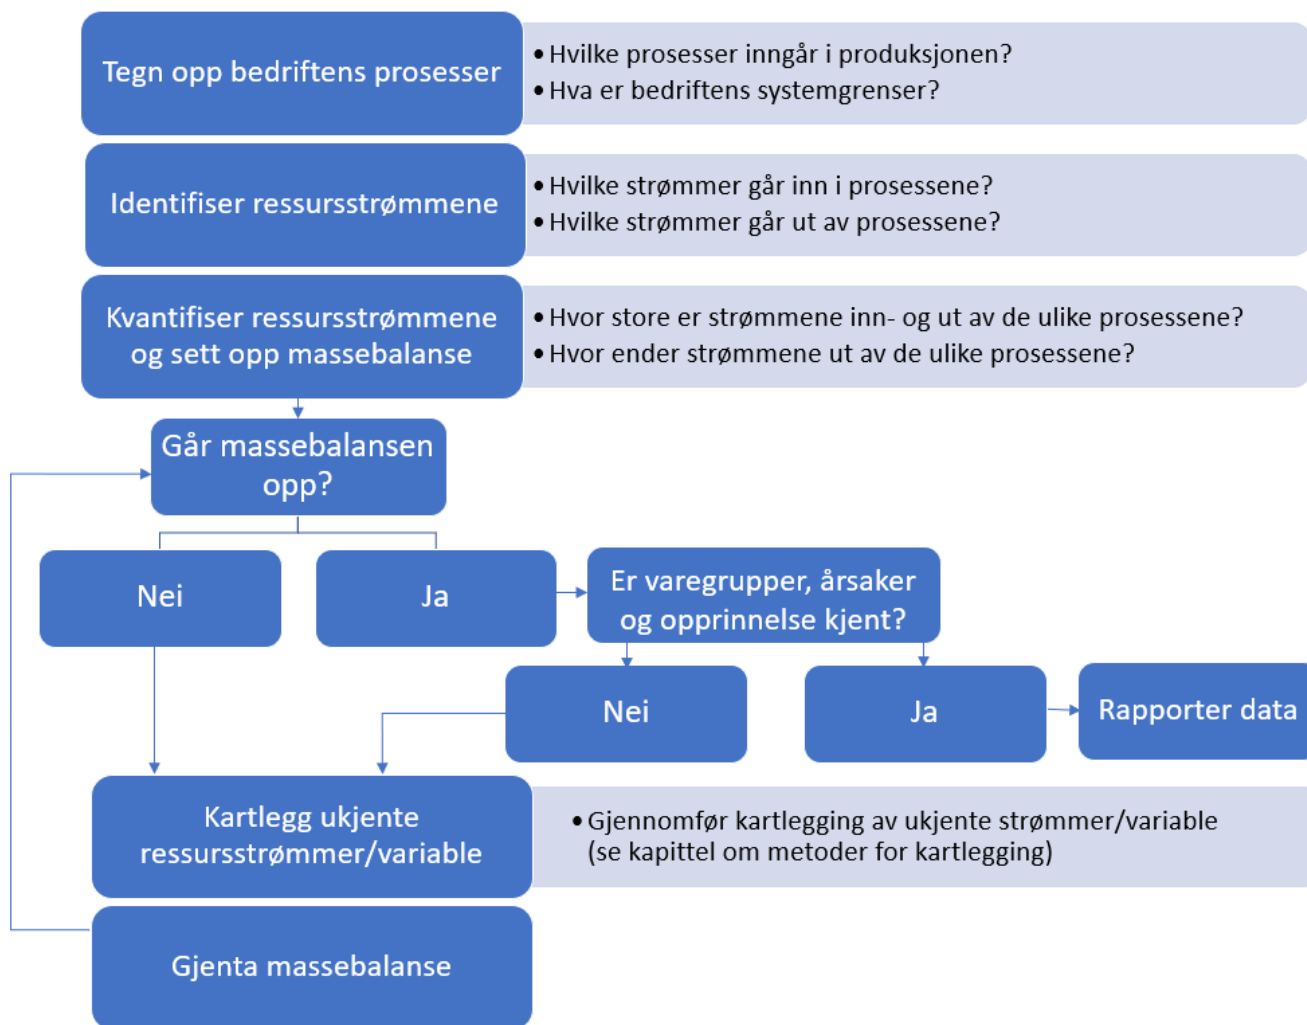 Tegn opp bedriftens prosesser
• Hvilke prosesser inngår i produksjonen?
• Hva er bedriftens systemgrenser?
Identifiser ressursstrømmene
• Hvilke strømmer går inn i prosessene?
• Hvilke strømmer går ut av prosessene?
Kvantifiser ressursstrømmene
og sett opp massebalanse
• Hvor store er strømmene inn- og ut av de ulike prosessene?
• Hvor ender strømmene ut av de ulike prosessene?
Går massebalansen
opp?
Nei
Ja
Er varegrupper, årsaker
og opprinnelse kjent?
Nei
Ja
Rapporter data
Kartlegg ukjente
ressursstrømmer/variable
• Gjennomfør kartlegging av ukjente strømmer/variable
(se kapittel om metoder for kartlegging)
Gjenta massebalanse